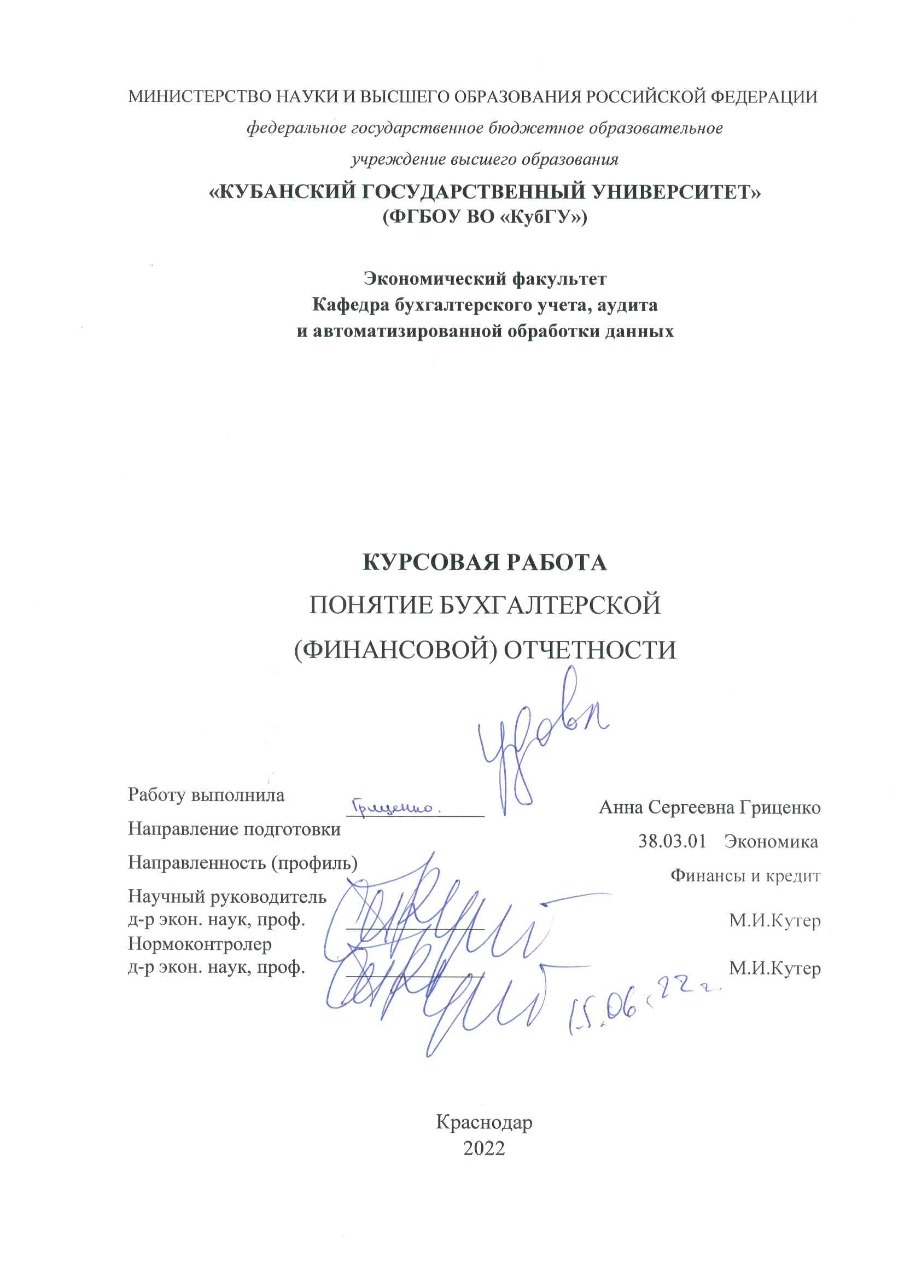 МИНИСТЕРСТВО НАУКИ И ВЫСШЕГО ОБРАЗОВАНИЯ РОССИЙСКОЙ ФЕДЕРАЦИИ
федеральное государственное бюджетное образовательное
учреждение высшего образования
«КУБАНСКИЙ ГОСУДАРСТВЕННЫЙ УНИВЕРСИТЕТ»
(ФГБОУ ВО «КубГУ»)
Экономический факультет
Кафедра бухгалтерского учета, аудита
и автоматизированной обработки данных
КУРСОВАЯ РАБОТА
ПОНЯТИЕ БУХГАЛТЕРСКОЙ
(ФИНАНСОВОЙ) ОТЧЕТНОСТИ
удовл
Работу выполнила Гриценко. Анна Сергеевна Гриценко
Направление подготовки 38.03.01 Экономика
Направленность (профиль) Финансы и кредит
Научный руководитель
д-р экон. наук, проф. М.И.Кутер
Нормоконтролер
д-р экон. наук, проф. М.И.Кутер
15.06.22 г.
Краснодар
2022